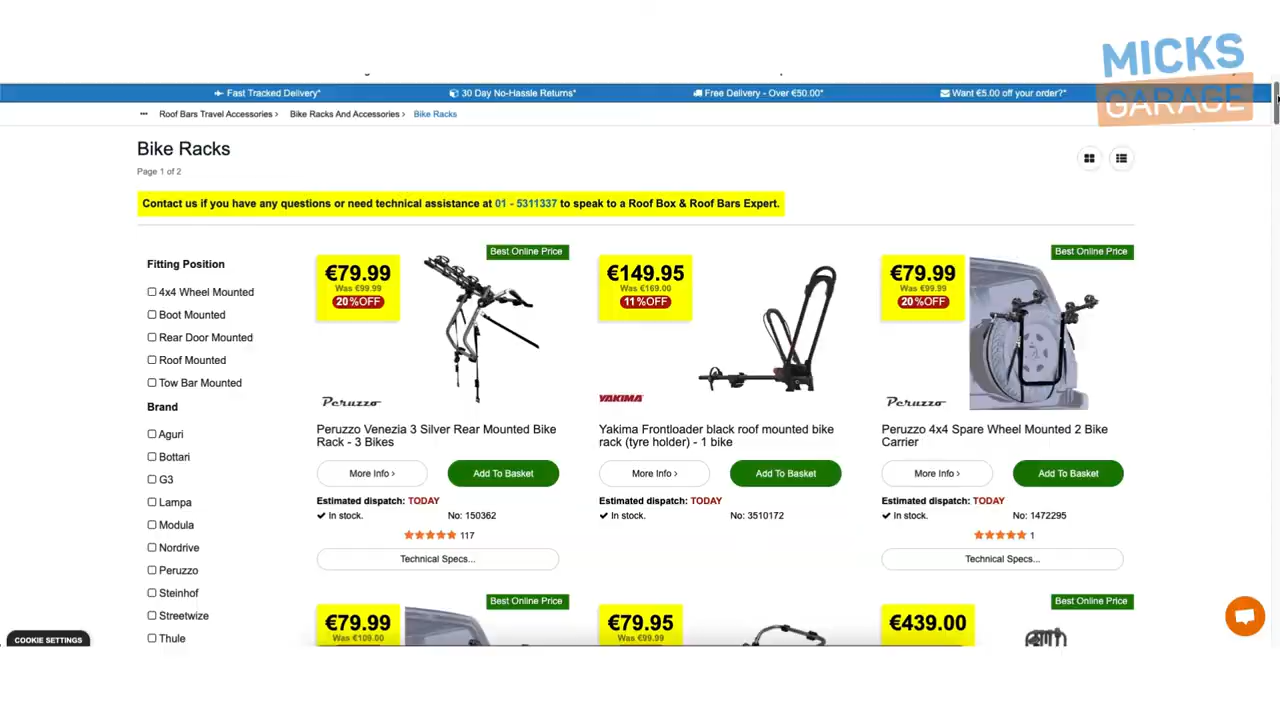 MICKS
GARAGE
Fast Tracked Delivery*
30 Day No-Hassle Returns*
Free Delivery - Over €50.00*
Want €5.00 off your order?*
••• Roof Bars Travel Accessories › Bike Racks And Accessories › Bike Racks
Bike Racks
Page 1 of 2
Contact us if you have any questions or need technical assistance at 01 - 5311337 to speak to a Roof Box & Roof Bars Expert.
Fitting Position
4x4 Wheel Mounted
Boot Mounted
Rear Door Mounted
Roof Mounted
Tow Bar Mounted
Brand
Aguri
Bottari
G3
Lampa
Modula
Nordrive
Peruzzo
Steinhof
Streetwize
Thule
Best Online Price
€79.99
Was €99.99
20%OFF
Peruzzo
Peruzzo Venezia 3 Silver Rear Mounted Bike
Rack - 3 Bikes
More Info ›
Add To Basket
Estimated dispatch: TODAY
In stock.
No: 150362
117
Technical Specs...
€149.95
Was €169.00
11%OFF
YAKIMA
Yakima Frontloader black roof mounted bike
rack (tyre holder) - 1 bike
More Info ›
Add To Basket
Estimated dispatch: TODAY
In stock.
No: 3510172
Best Online Price
€79.99
Was €99.99
20%OFF
Peruzzo
Peruzzo 4x4 Spare Wheel Mounted 2 Bike
Carrier
More Info ›
Add To Basket
Estimated dispatch: TODAY
In stock.
No: 1472295
1
Technical Specs...
Best Online Price
€79.99
Was €109.00
€79.95
Was €99.99
Best Online Price
€439.00
COOKIE SETTINGS